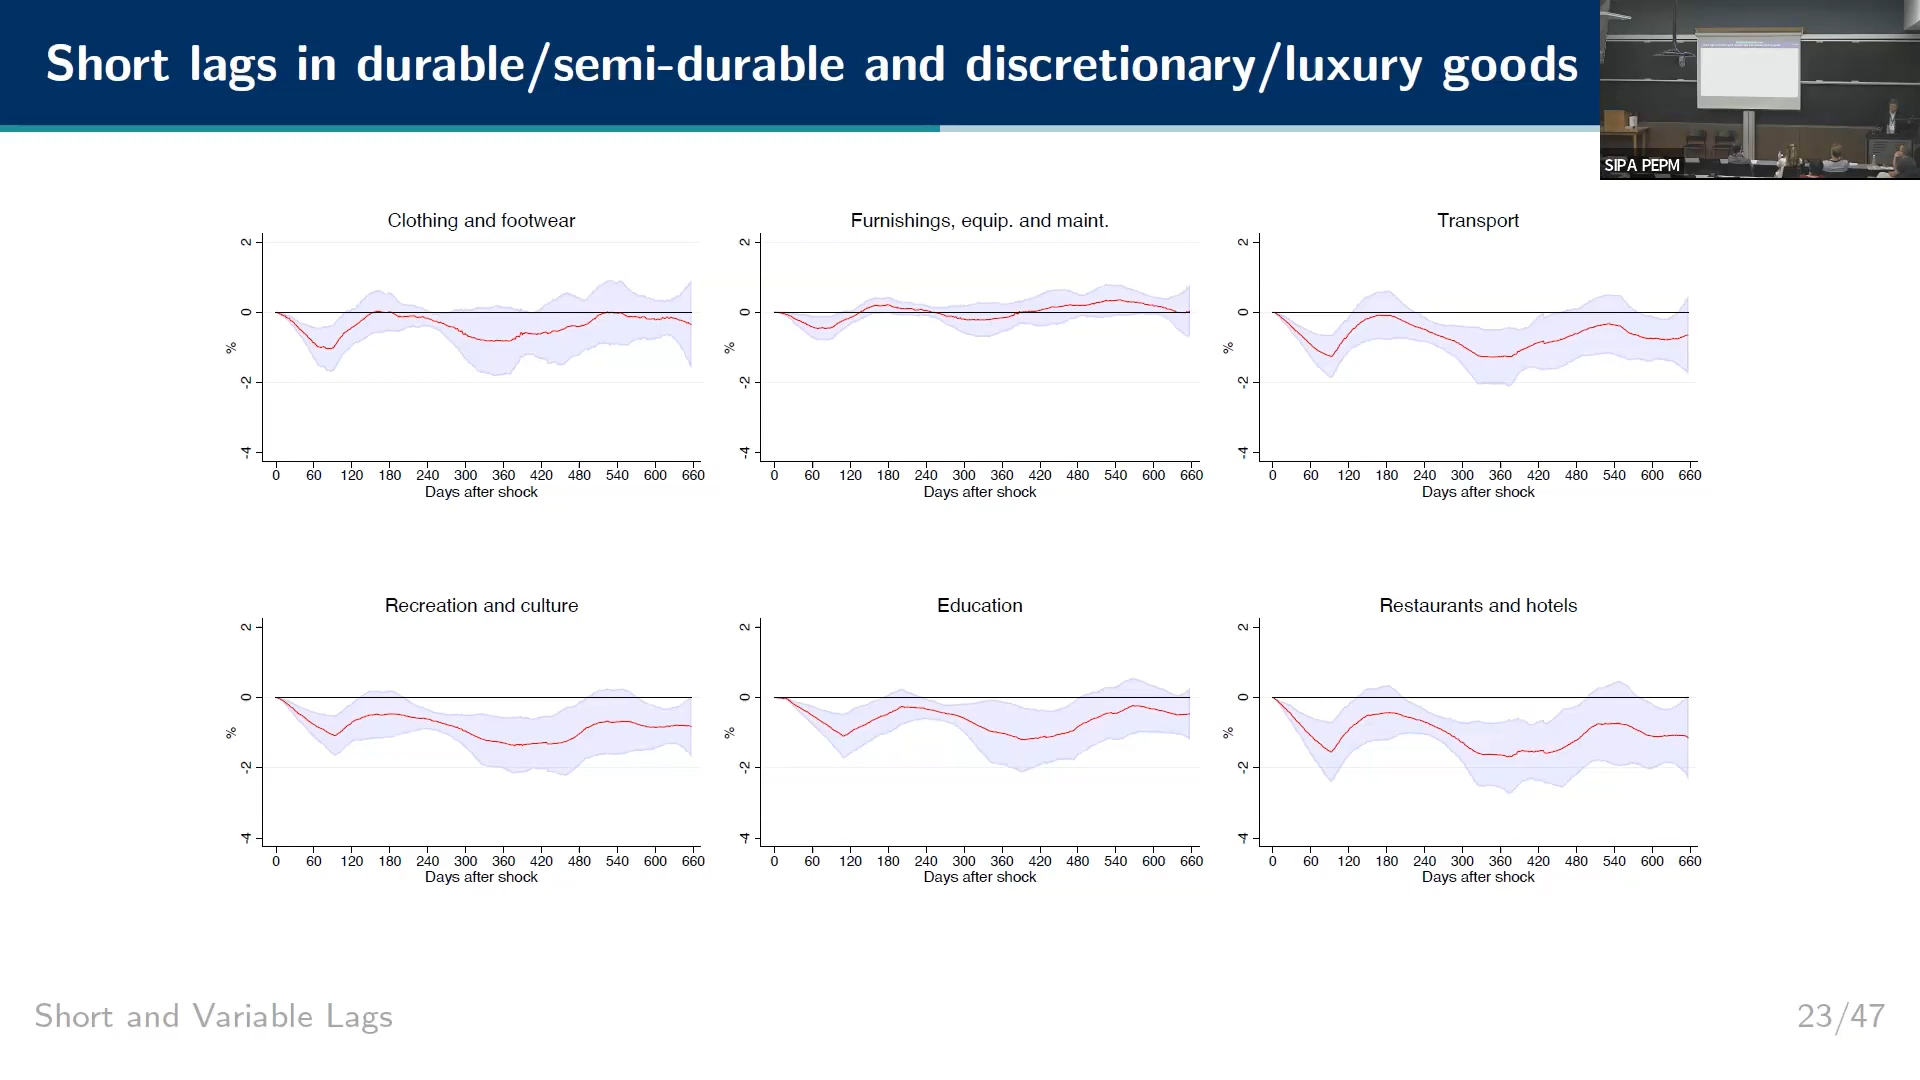 Short lags in durable/semi-durable and discretionary/luxury goods
SIPA PEPM
Clothing and footwear
2
0
-2
-4
%
0 60 120 180 240 300 360 420 480 540 600 660
Days after shock
Furnishings, equip. and maint.
2
0
-2
-4
%
0 60 120 180 240 300 360 420 480 540 600 660
Days after shock
Transport
2
0
-2
-4
%
0 60 120 180 240 300 360 420 480 540 600 660
Days after shock
Recreation and culture
2
0
-2
-4
%
0 60 120 180 240 300 360 420 480 540 600 660
Days after shock
Education
2
0
-2
-4
%
0 60 120 180 240 300 360 420 480 540 600 660
Days after shock
Restaurants and hotels
2
0
-2
-4
%
0 60 120 180 240 300 360 420 480 540 600 660
Days after shock
Short and Variable Lags
23/47